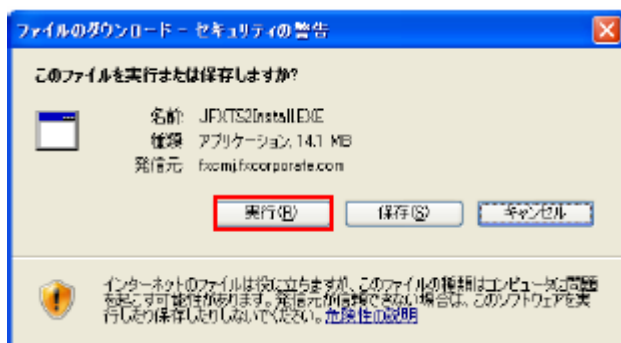 ファイルのダウンロード - セキュリティの警告
このファイルを実行または保存しますか?
名前: JFXTS2Install.EXE
種類: アプリケーション, 14.1 MB
発信元: fxcmj.fxcorporate.com
実行(R)
保存(S)
キャンセル
インターネットのファイルは役に立ちますが、このファイルの種類はコンピュータに問題
を起こす可能性があります。発信元が信頼できない場合は、このソフトウェアを実
行したり保存したりしないでください。危険性の説明